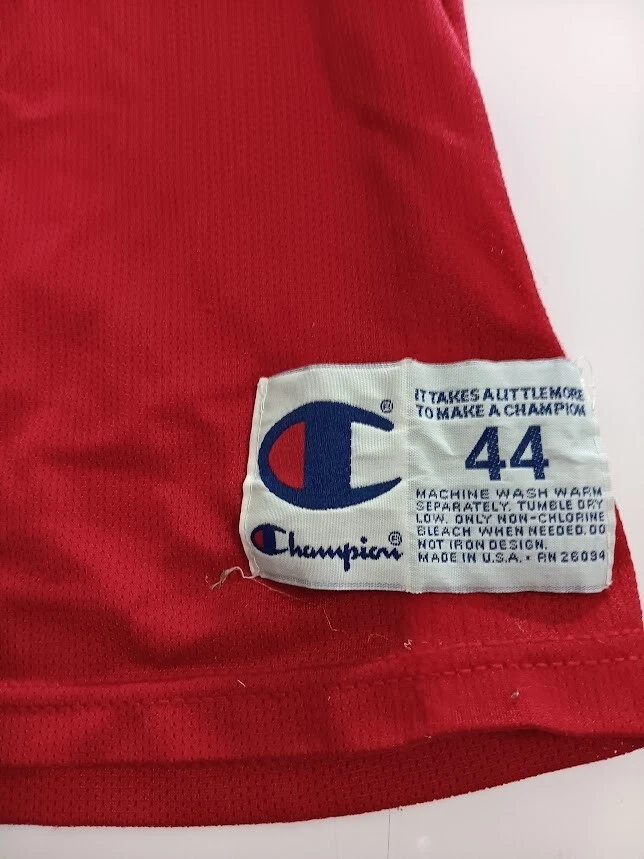 ®
Champion®
IT TAKES A LITTLE MORE
TO MAKE A CHAMPION
44
MACHINE WASH WARM
SEPARATELY. TUMBLE DRY
LOW. ONLY NON-CHLORINE
BLEACH WHEN NEEDED. DO
NOT IRON DESIGN.
MADE IN U.S.A. • RN 26094